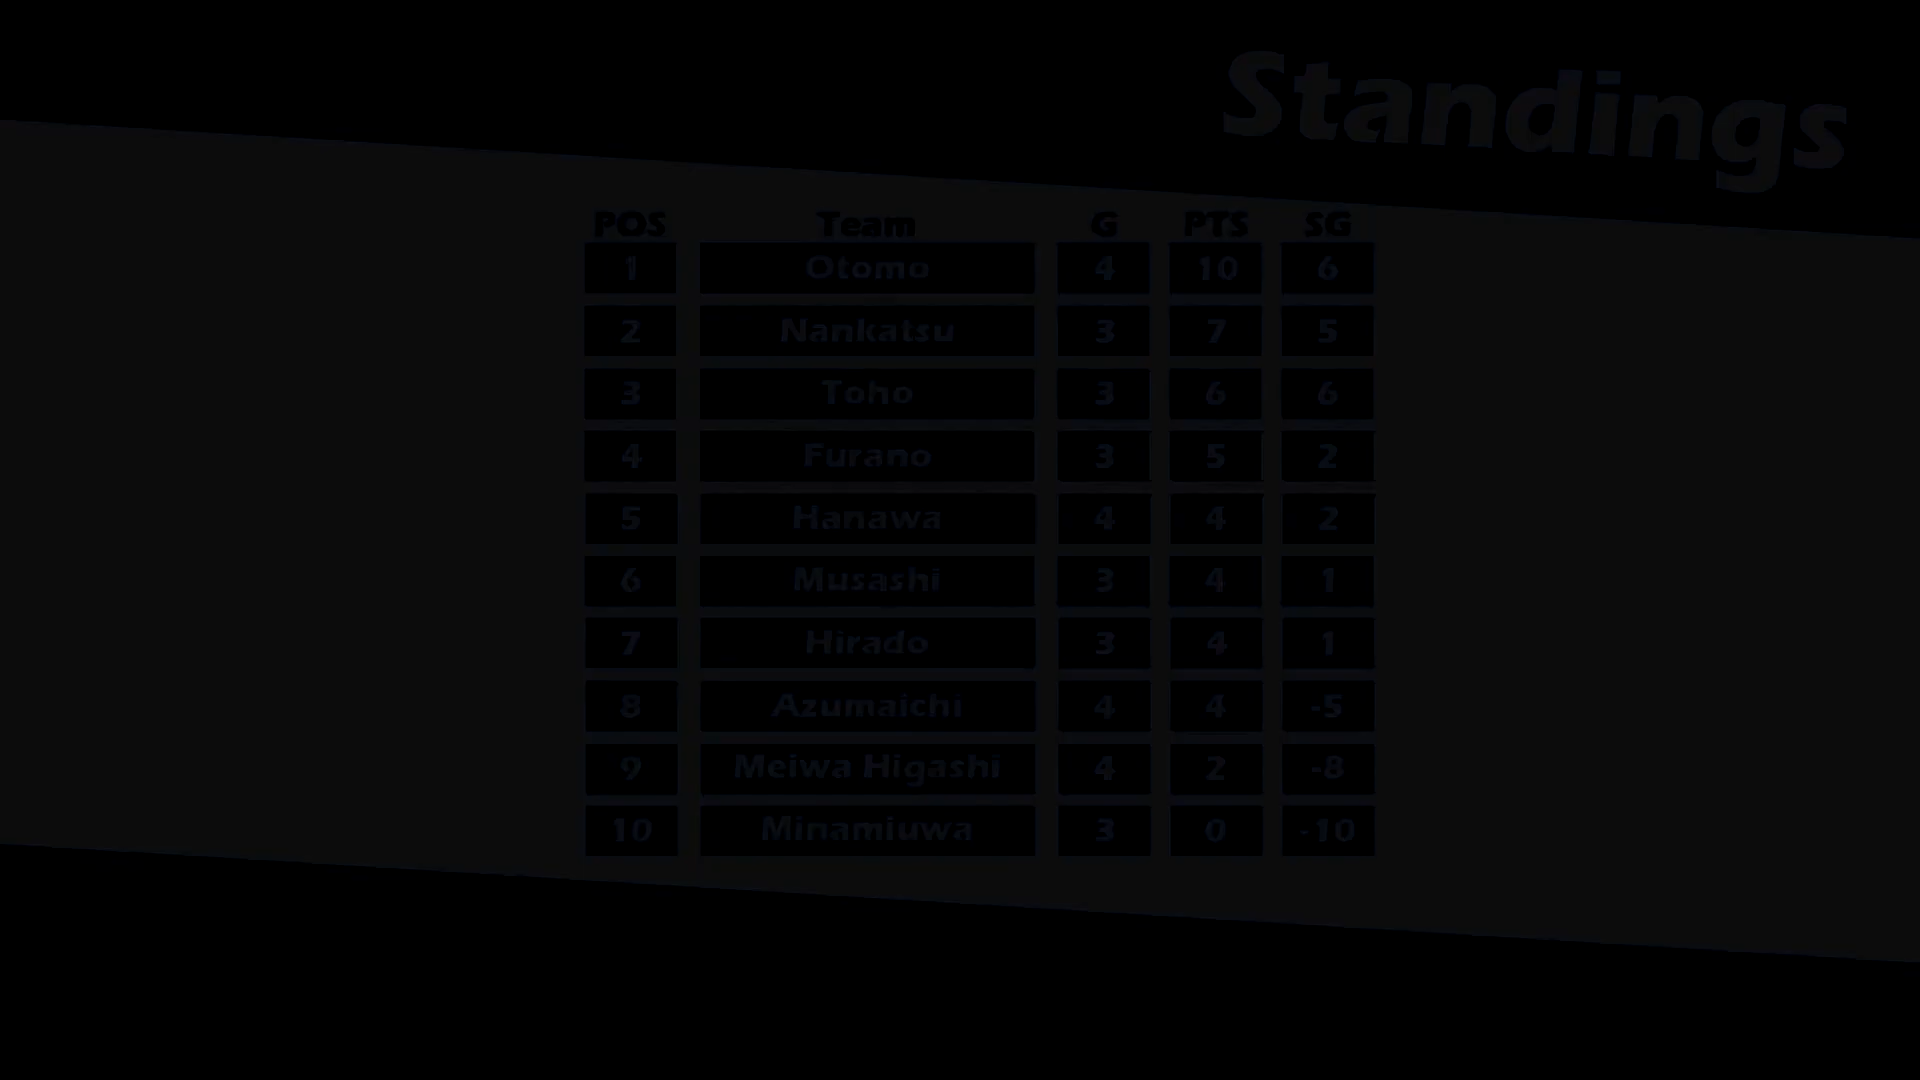 Standings
POS Team G PTS SG
1 Otomo 4 10 6
2 Nankatsu 3 7 5
3 Toho 3 6 6
4 Furano 3 5 2
5 Hanawa 4 4 2
6 Musashi 3 4 1
7 Hirado 3 4 1
8 Azumaichi 4 4 -5
9 Meiwa Higashi 4 2 -8
10 Minamiuwa 3 0 -10